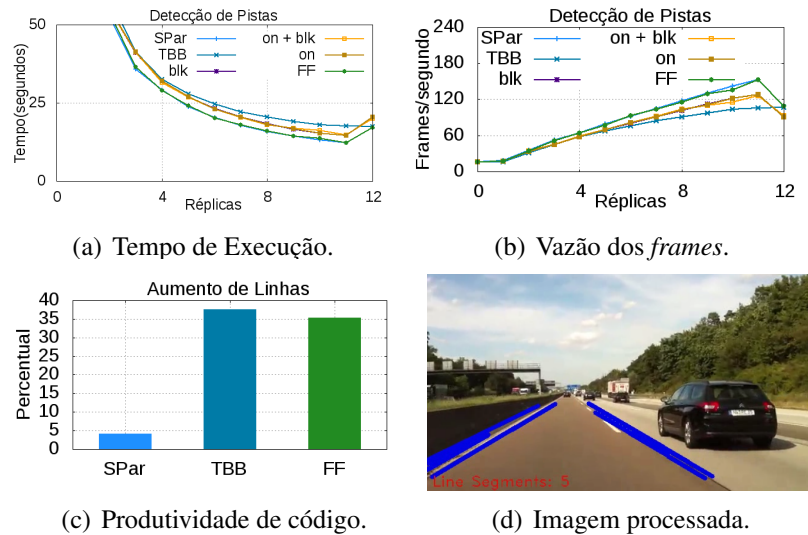 Detecção de Pistas
50
25
0
Tempo(segundos)
SPar
TBB
blk
on + blk
on
FF
0
4
8
12
Réplicas
(a) Tempo de Execução.
Detecção de Pistas
240
180
120
60
0
Frames/segundo
SPar
TBB
blk
on + blk
on
FF
0
4
8
12
Réplicas
(b) Vazão dos frames.
Aumento de Linhas
40
35
30
25
20
15
10
5
0
Percentual
SPar
TBB
FF
(c) Produtividade de código.
Line Segments: 5
(d) Imagem processada.